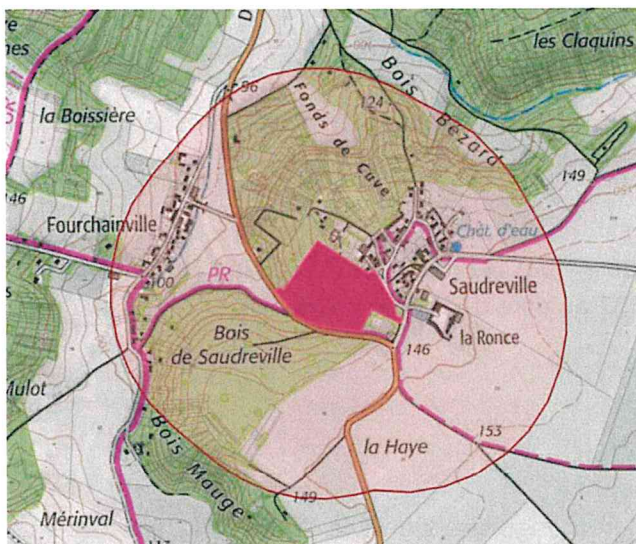 les Claquins
D
96
Bois Bézard
Fonds de Cuve
124
la Boissière
GR
146
149
Fourchainville
Chât. d'eau
100
PR
Saudreville
Bois
de Saudreville
la Ronce
146
Mulot
Bois Mauge
153
la Haye
149
Mérinval